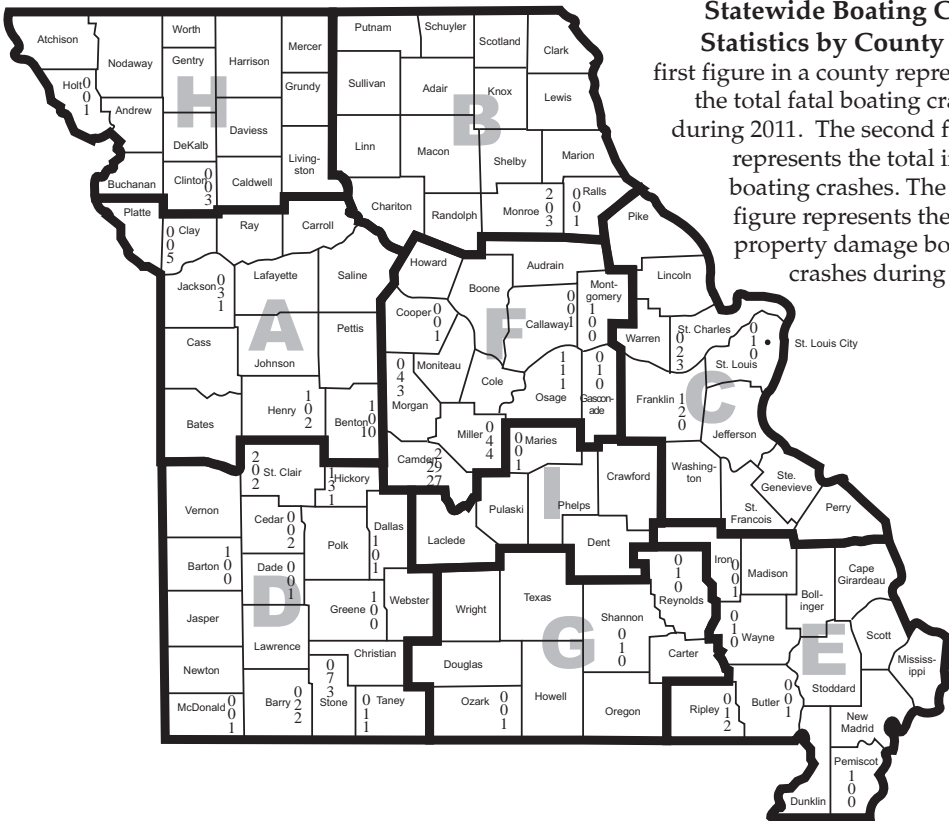 Statewide Boating C
Statistics by County
first figure in a county repre
the total fatal boating cra
during 2011. The second f
represents the total i
boating crashes. The
figure represents the
property damage bo
crashes during
Atchison
Nodaway
Worth
Gentry
Harrison
Mercer
Grundy
Holt
0
0
1
Andrew
H
DeKalb
Daviess
Living-
ston
Buchanan
Clinton
0
0
3
Caldwell
Putnam
Schuyler
Scotland
Clark
Sullivan
Adair
Knox
Lewis
B
Linn
Macon
Shelby
Marion
Chariton
Randolph
Monroe
2
0
3
Ralls
0
0
1
Pike
Platte
Clay
0
0
5
Ray
Carroll
Jackson
0
3
1
Lafayette
Saline
A
Cass
Johnson
Pettis
Bates
Henry
1
0
2
Benton
1
0
10
Howard
Boone
Audrain
Cooper
0
0
1
F
Callaway
0
0
1
Mont-
gomery
1
0
0
Moniteau
Cole
Osage
1
1
1
Gascon-
ade
0
1
0
Morgan
0
4
3
Miller
0
4
4
Camden
2
29
27
Lincoln
Warren
St. Charles
0
2
3
0
1
0
St. Louis City
St. Louis
C
Franklin
1
2
0
Jefferson
Washing-
ton
St.
Francois
Ste.
Genevieve
Perry
Maries
0
0
1
Crawford
Pulaski
I
Phelps
Laclede
Dent
Vernon
St. Clair
2
0
2
Hickory
1
3
1
Cedar
0
0
2
Polk
Dallas
1
0
1
Barton
1
0
0
Dade
0
0
1
D
Greene
1
0
0
Webster
Jasper
Lawrence
Christian
Newton
McDonald
0
0
1
Barry
0
2
2
Stone
0
7
3
Taney
0
1
1
Wright
Texas
Shannon
0
1
0
Reynolds
0
1
0
G
Carter
Douglas
Ozark
0
0
1
Howell
Oregon
Iron
0
0
1
Madison
Boll-
inger
Cape
Girardeau
Wayne
0
1
0
E
Scott
Mississ-
ippi
Stoddard
Ripley
0
1
2
Butler
0
0
1
New
Madrid
Pemiscot
1
0
0
Dunklin